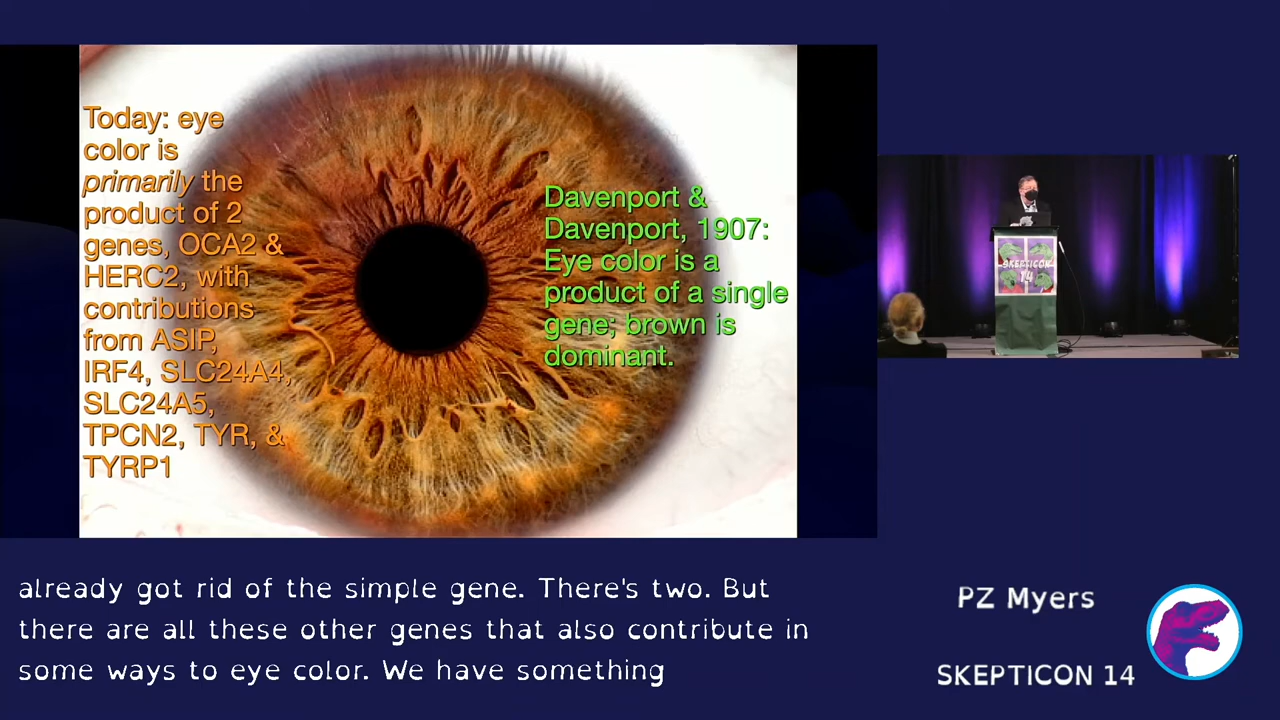 Today: eye
color is
primarily the
product of 2
genes, OCA2 &
HERC2, with
contributions
from ASIP,
IRF4, SLC24A4,
SLC24A5,
TPCN2, TYR, &
TYRP1
Davenport &
Davenport, 1907:
Eye color is a
product of a single
gene; brown is
dominant.
SKEPTICON
14
already got rid of the simple gene. There's two. But
there are all these other genes that also contribute in
some ways to eye color. We have something
PZ Myers
SKEPTICON 14